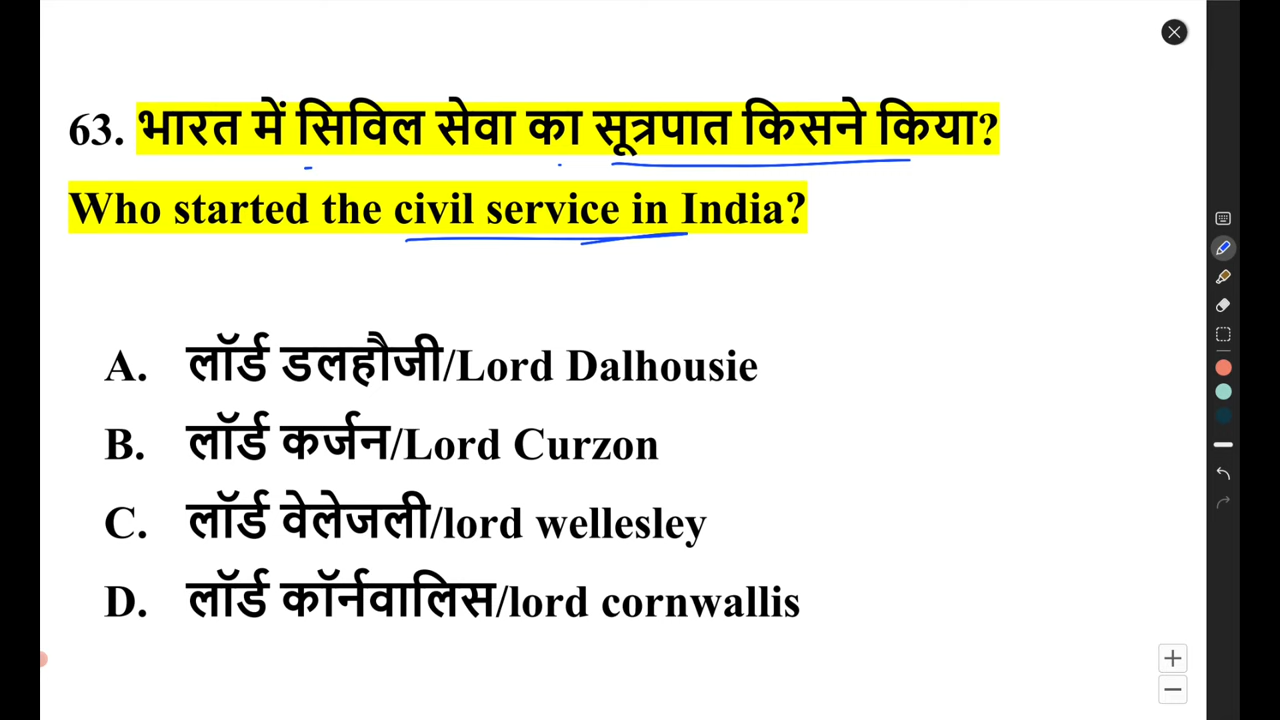 63. भारत में सिविल सेवा का सूत्रपात किसने किया?
Who started the civil service in India?
A. लॉर्ड डलहौजी/Lord Dalhousie
B. लॉर्ड कर्जन/Lord Curzon
C. लॉर्ड वेलेजली/lord wellesley
D. लॉर्ड कॉर्नवालिस/lord cornwallis